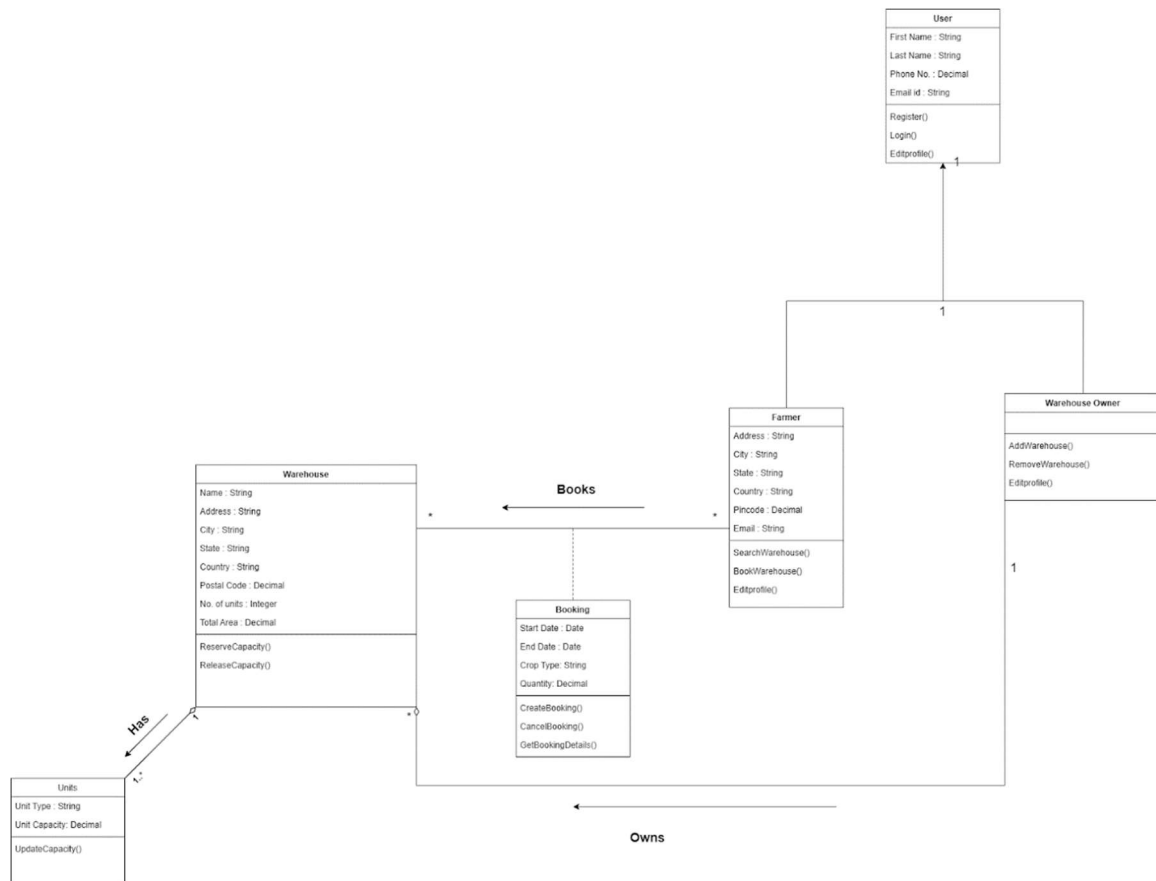 User
First Name : String
Last Name : String
Phone No. : Decimal
Email id : String
Register()
Login()
Editprofile()
1
1
Farmer
Address : String
City : String
State : String
Country : String
Pincode : Decimal
Email : String
SearchWarehouse()
BookWarehouse()
Editprofile()
Warehouse Owner
AddWarehouse()
RemoveWarehouse()
Editprofile()
1
Warehouse
Name : String
Address : String
City : String
State : String
Country : String
Postal Code : Decimal
No. of units : Integer
Total Area : Decimal
ReserveCapacity()
ReleaseCapacity()
Books
*
*
Booking
Start Date : Date
End Date : Date
Crop Type: String
Quantity: Decimal
CreateBooking()
CancelBooking()
GetBookingDetails()
Has
1
1..*
*
Units
Unit Type : String
Unit Capacity: Decimal
UpdateCapacity()
Owns